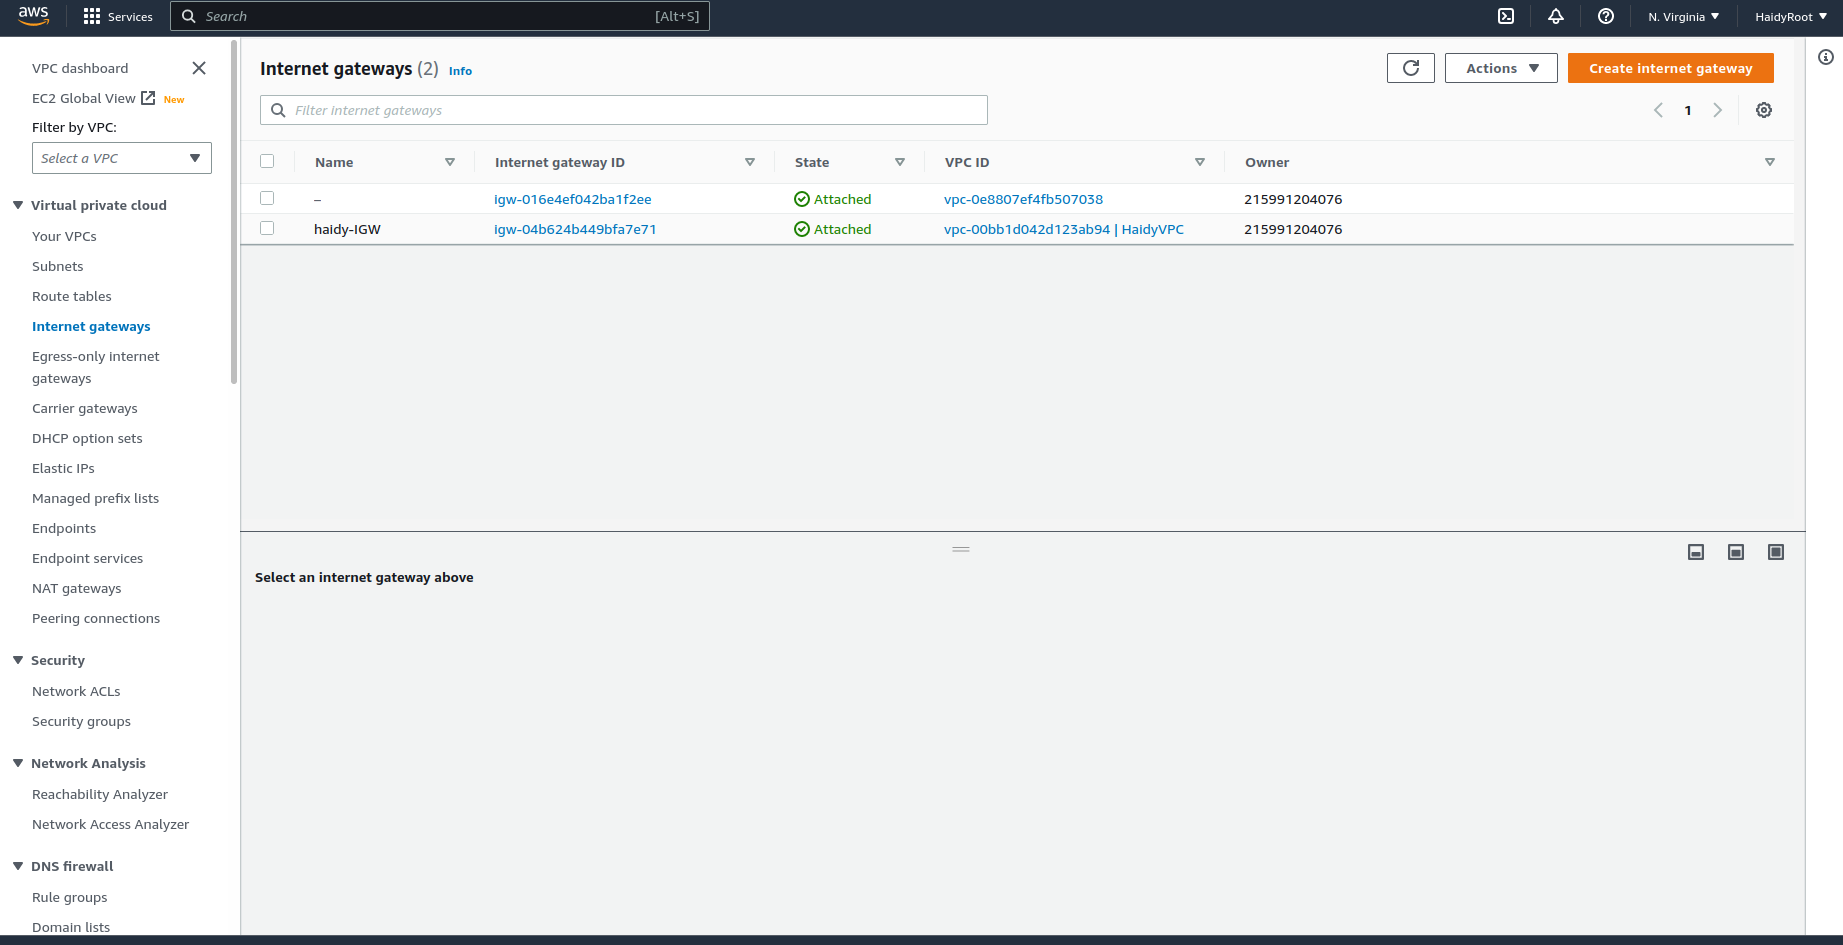 aws
Services
Search
[Alt+S]
N. Virginia
HaidyRoot
VPC dashboard
EC2 Global View
New
Filter by VPC:
Select a VPC
Virtual private cloud
Your VPCs
Subnets
Route tables
Internet gateways
Egress-only internet
gateways
Carrier gateways
DHCP option sets
Elastic IPs
Managed prefix lists
Endpoints
Endpoint services
NAT gateways
Peering connections
Security
Network ACLs
Security groups
Network Analysis
Reachability Analyzer
Network Access Analyzer
DNS firewall
Rule groups
Domain lists
Internet gateways (2) Info
Actions
Create internet gateway
Filter internet gateways
1
Name Internet gateway ID State VPC ID Owner
– igw-016e4ef042ba1f2ee Attached vpc-0e8807ef4fb507038 215991204076
haidy-IGW igw-04b624b449bfa7e71 Attached vpc-00bb1d042d123ab94 | HaidyVPC 215991204076
Select an internet gateway above